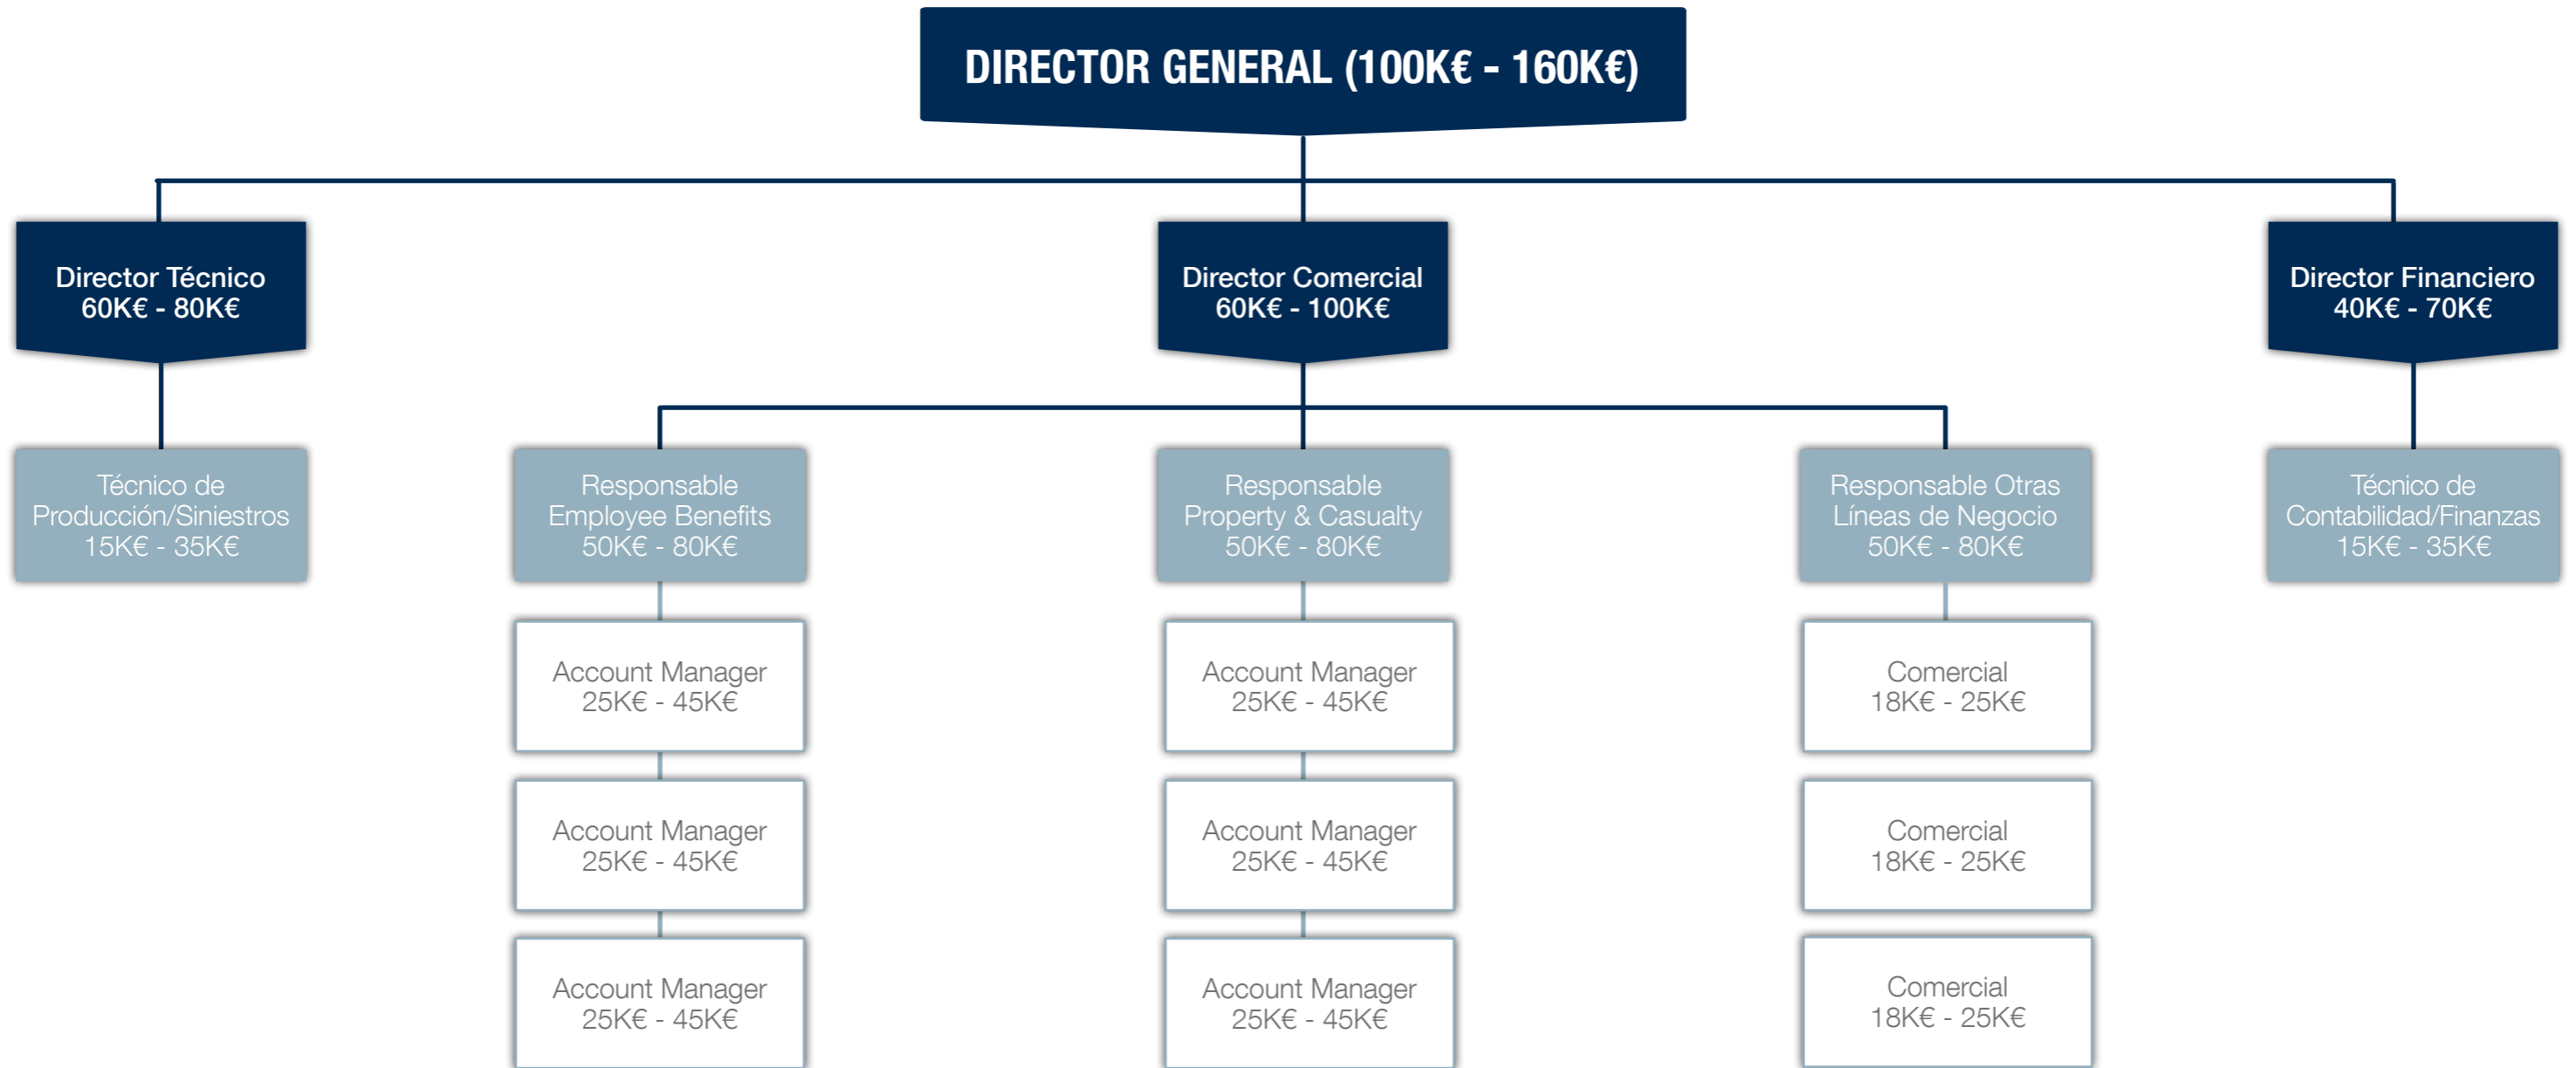 DIRECTOR GENERAL (100K€ - 160K€)
Director Técnico
60K€ - 80K€
Director Comercial
60K€ - 100K€
Director Financiero
40K€ - 70K€
Técnico de
Producción/Siniestros
15K€ - 35K€
Responsable
Employee Benefits
50K€ - 80K€
Responsable
Property & Casualty
50K€ - 80K€
Responsable Otras
Líneas de Negocio
50K€ - 80K€
Técnico de
Contabilidad/Finanzas
15K€ - 35K€
Account Manager
25K€ - 45K€
Account Manager
25K€ - 45K€
Comercial
18K€ - 25K€
Account Manager
25K€ - 45K€
Account Manager
25K€ - 45K€
Comercial
18K€ - 25K€
Account Manager
25K€ - 45K€
Account Manager
25K€ - 45K€
Comercial
18K€ - 25K€